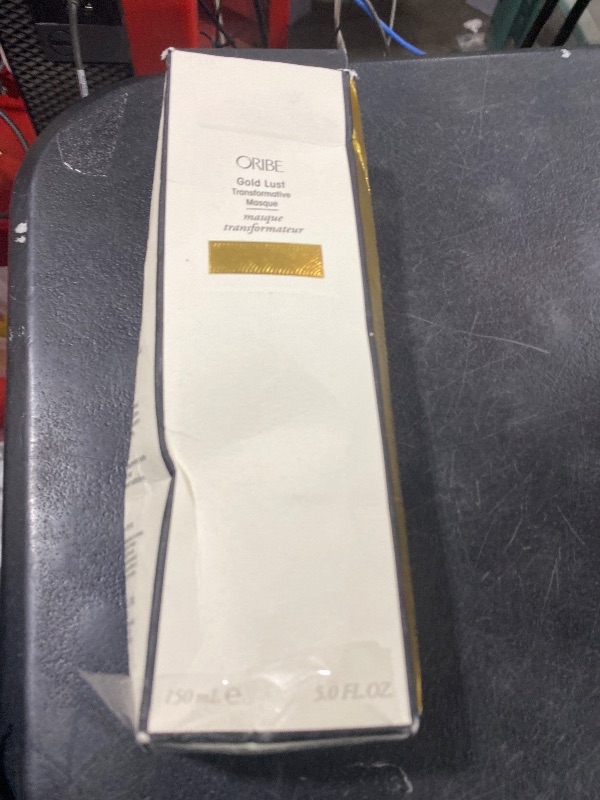 ORIBE
Gold Lust
Transformative
Masque
masque
transformateur
150 mL e 5.0 FL.OZ.